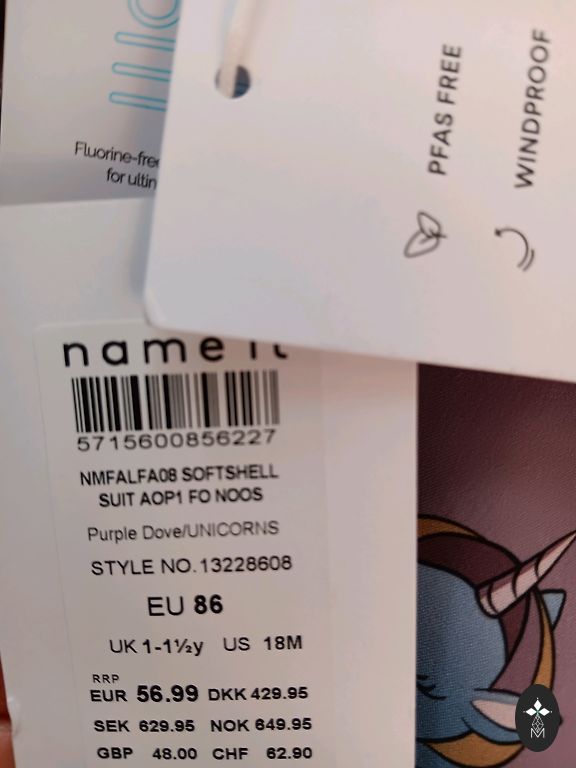 Fluorine-free
for ultim
PFAS FREE
WINDPROOF
name it
5715600856227
NMFALFA08 SOFTSHELL
SUIT AOP1 FO NOOS
Purple Dove/UNICORNS
STYLE NO.13228608
EU 86
UK 1-1½y US 18M
RRP
EUR 56.99 DKK 429.95
SEK 629.95 NOK 649.95
GBP 48.00 CHF 62.90
M